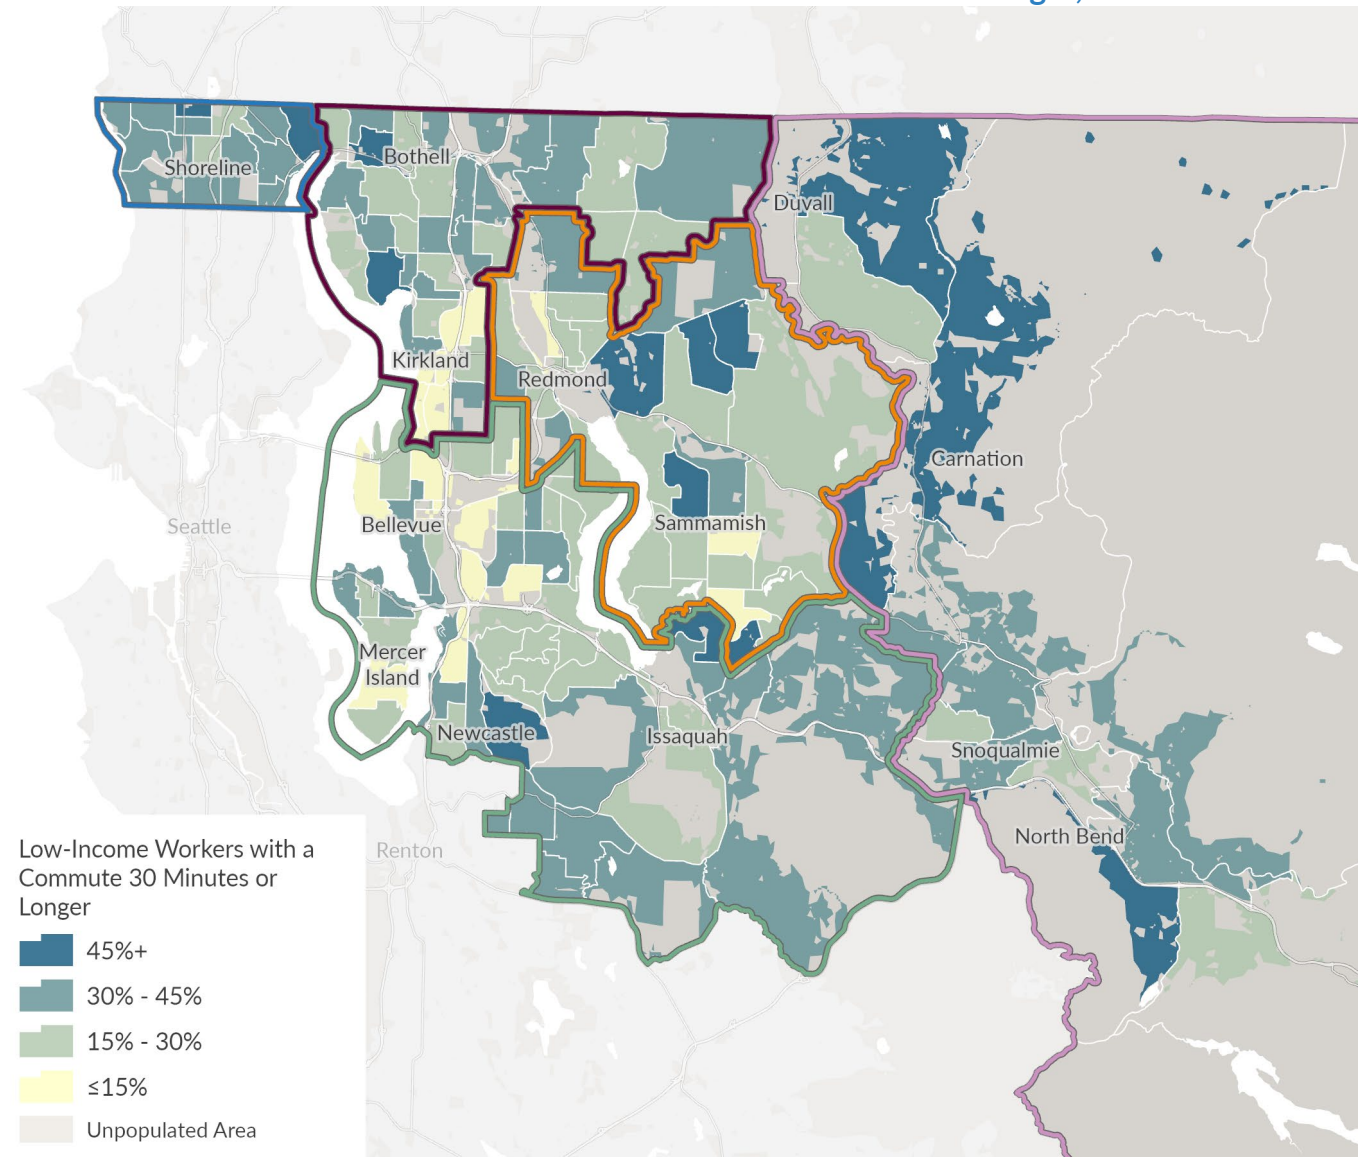 Shoreline
Bothell
Duvall
Kirkland
Redmond
Carnation
Seattle
Bellevue
Sammamish
Mercer
Island
Newcastle
Issaquah
Snoqualmie
North Bend
Renton
Low-Income Workers with a
Commute 30 Minutes or
Longer
45%+
30% - 45%
15% - 30%
≤15%
Unpopulated Area